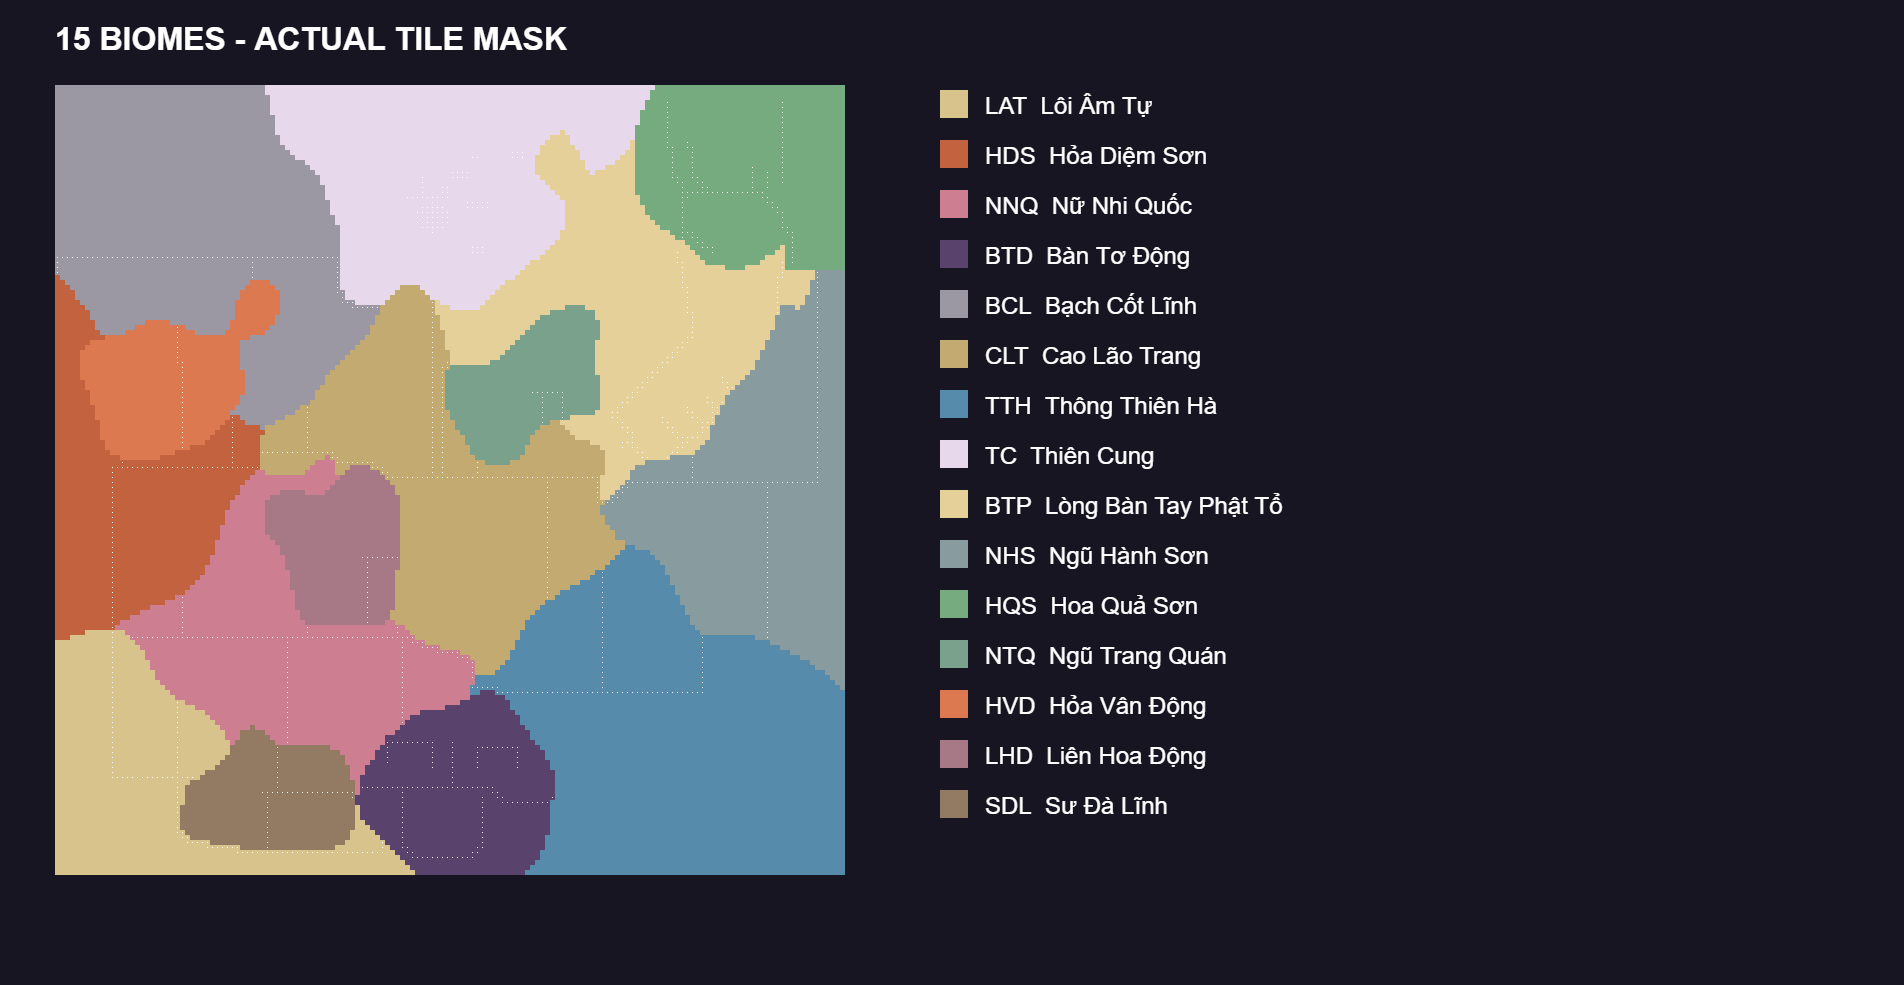 15 BIOMES - ACTUAL TILE MASK
LAT Lôi Âm Tự
HDS Hỏa Diệm Sơn
NNQ Nữ Nhi Quốc
BTD Bàn Tơ Động
BCL Bạch Cốt Lĩnh
CLT Cao Lão Trang
TTH Thông Thiên Hà
TC Thiên Cung
BTP Lòng Bàn Tay Phật Tổ
NHS Ngũ Hành Sơn
HQS Hoa Quả Sơn
NTQ Ngũ Trang Quán
HVD Hỏa Vân Động
LHD Liên Hoa Động
SDL Sư Đà Lĩnh